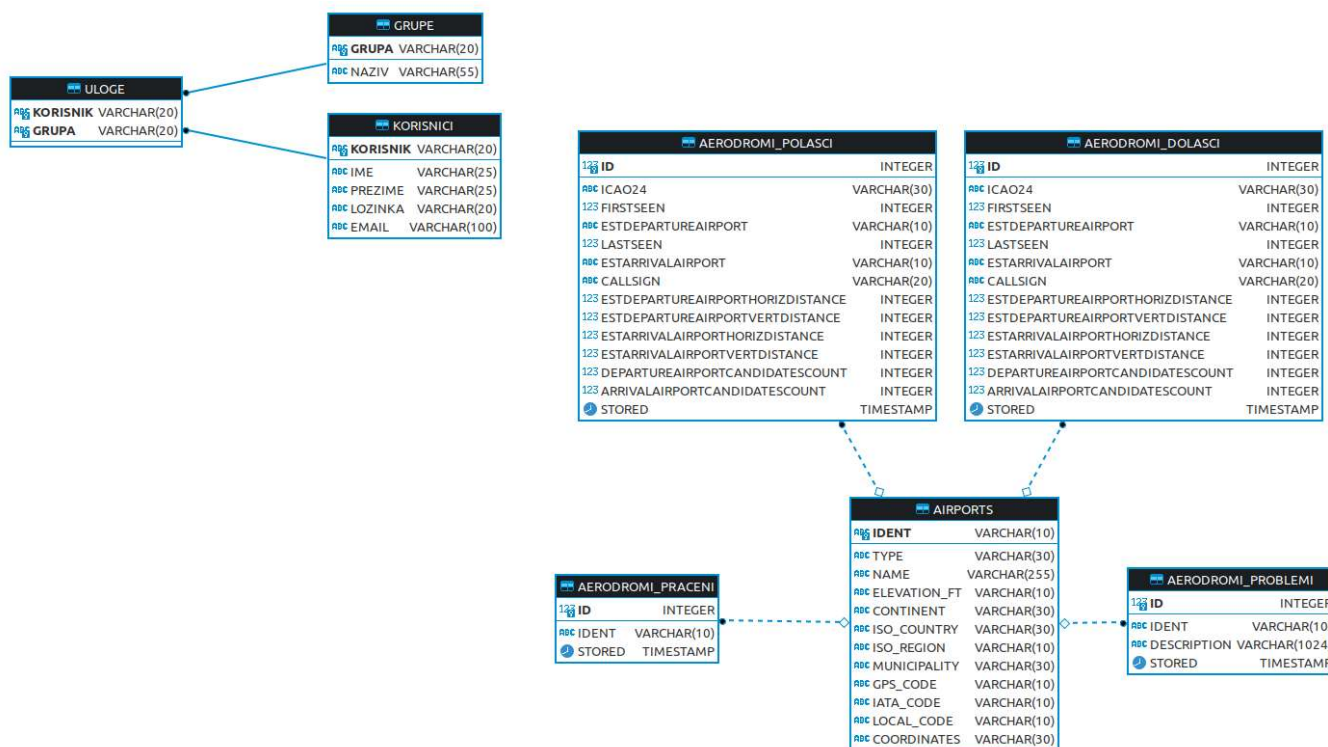 GRUPE
GRUPA VARCHAR(20)
NAZIV VARCHAR(55)
ULOGE
KORISNIK VARCHAR(20)
GRUPA VARCHAR(20)
KORISNICI
KORISNIK VARCHAR(20)
IME VARCHAR(25)
PREZIME VARCHAR(25)
LOZINKA VARCHAR(20)
EMAIL VARCHAR(100)
AERODROMI_POLASCI
ID INTEGER
ICAO24 VARCHAR(30)
FIRSTSEEN INTEGER
ESTDEPARTUREAIRPORT VARCHAR(10)
LASTSEEN INTEGER
ESTARRIVALAIRPORT VARCHAR(10)
CALLSIGN VARCHAR(20)
ESTDEPARTUREAIRPORTHORIZDISTANCE INTEGER
ESTDEPARTUREAIRPORTVERTDISTANCE INTEGER
ESTARRIVALAIRPORTHORIZDISTANCE INTEGER
ESTARRIVALAIRPORTVERTDISTANCE INTEGER
DEPARTUREAIRPORTCANDIDATESCOUNT INTEGER
ARRIVALAIRPORTCANDIDATESCOUNT INTEGER
STORED TIMESTAMP
AERODROMI_DOLASCI
ID INTEGER
ICAO24 VARCHAR(30)
FIRSTSEEN INTEGER
ESTDEPARTUREAIRPORT VARCHAR(10)
LASTSEEN INTEGER
ESTARRIVALAIRPORT VARCHAR(10)
CALLSIGN VARCHAR(20)
ESTDEPARTUREAIRPORTHORIZDISTANCE INTEGER
ESTDEPARTUREAIRPORTVERTDISTANCE INTEGER
ESTARRIVALAIRPORTHORIZDISTANCE INTEGER
ESTARRIVALAIRPORTVERTDISTANCE INTEGER
DEPARTUREAIRPORTCANDIDATESCOUNT INTEGER
ARRIVALAIRPORTCANDIDATESCOUNT INTEGER
STORED TIMESTAMP
AIRPORTS
IDENT VARCHAR(10)
TYPE VARCHAR(30)
NAME VARCHAR(255)
ELEVATION_FT VARCHAR(10)
CONTINENT VARCHAR(30)
ISO_COUNTRY VARCHAR(30)
ISO_REGION VARCHAR(10)
MUNICIPALITY VARCHAR(30)
GPS_CODE VARCHAR(10)
IATA_CODE VARCHAR(10)
LOCAL_CODE VARCHAR(10)
COORDINATES VARCHAR(30)
AERODROMI_PRACENI
ID INTEGER
IDENT VARCHAR(10)
STORED TIMESTAMP
AERODROMI_PROBLEMI
ID INTEGER
IDENT VARCHAR(10
DESCRIPTION VARCHAR(1024
STORED TIMESTAMP